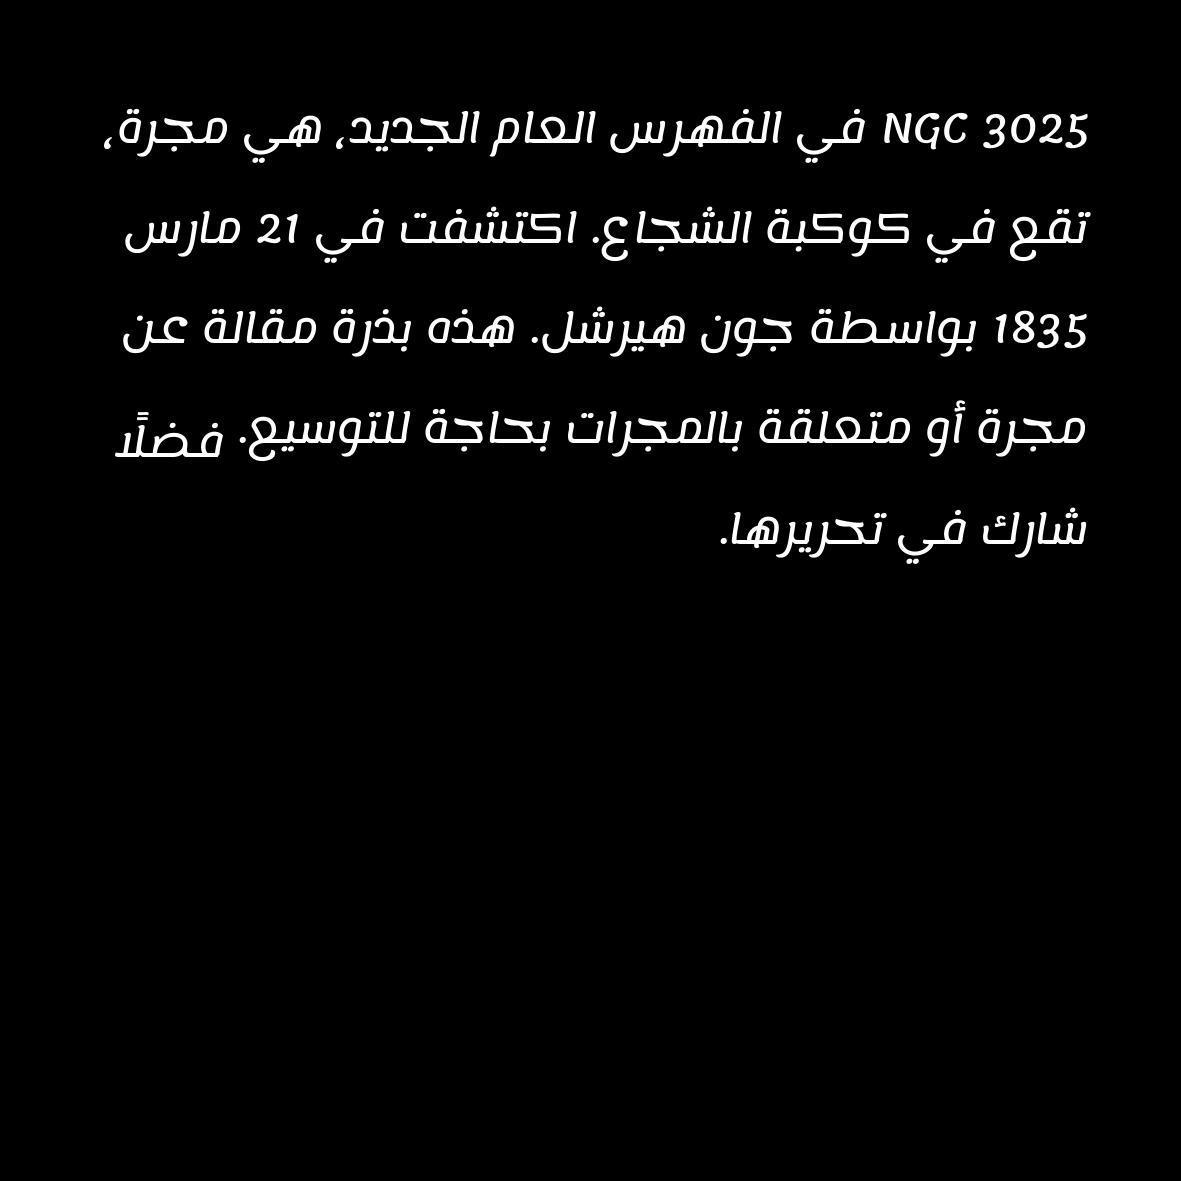 NGC 3025 في الفهرس العام الجديد، هي مجرة،
تقع في كوكبة الشجاع. اكتشفت في 21 مارس
1835 بواسطة جون هيرشل. هذه بذرة مقالة عن
مجرة أو متعلقة بالمجرات بحاجة للتوسيع. فضلًا
شارك في تحريرها.